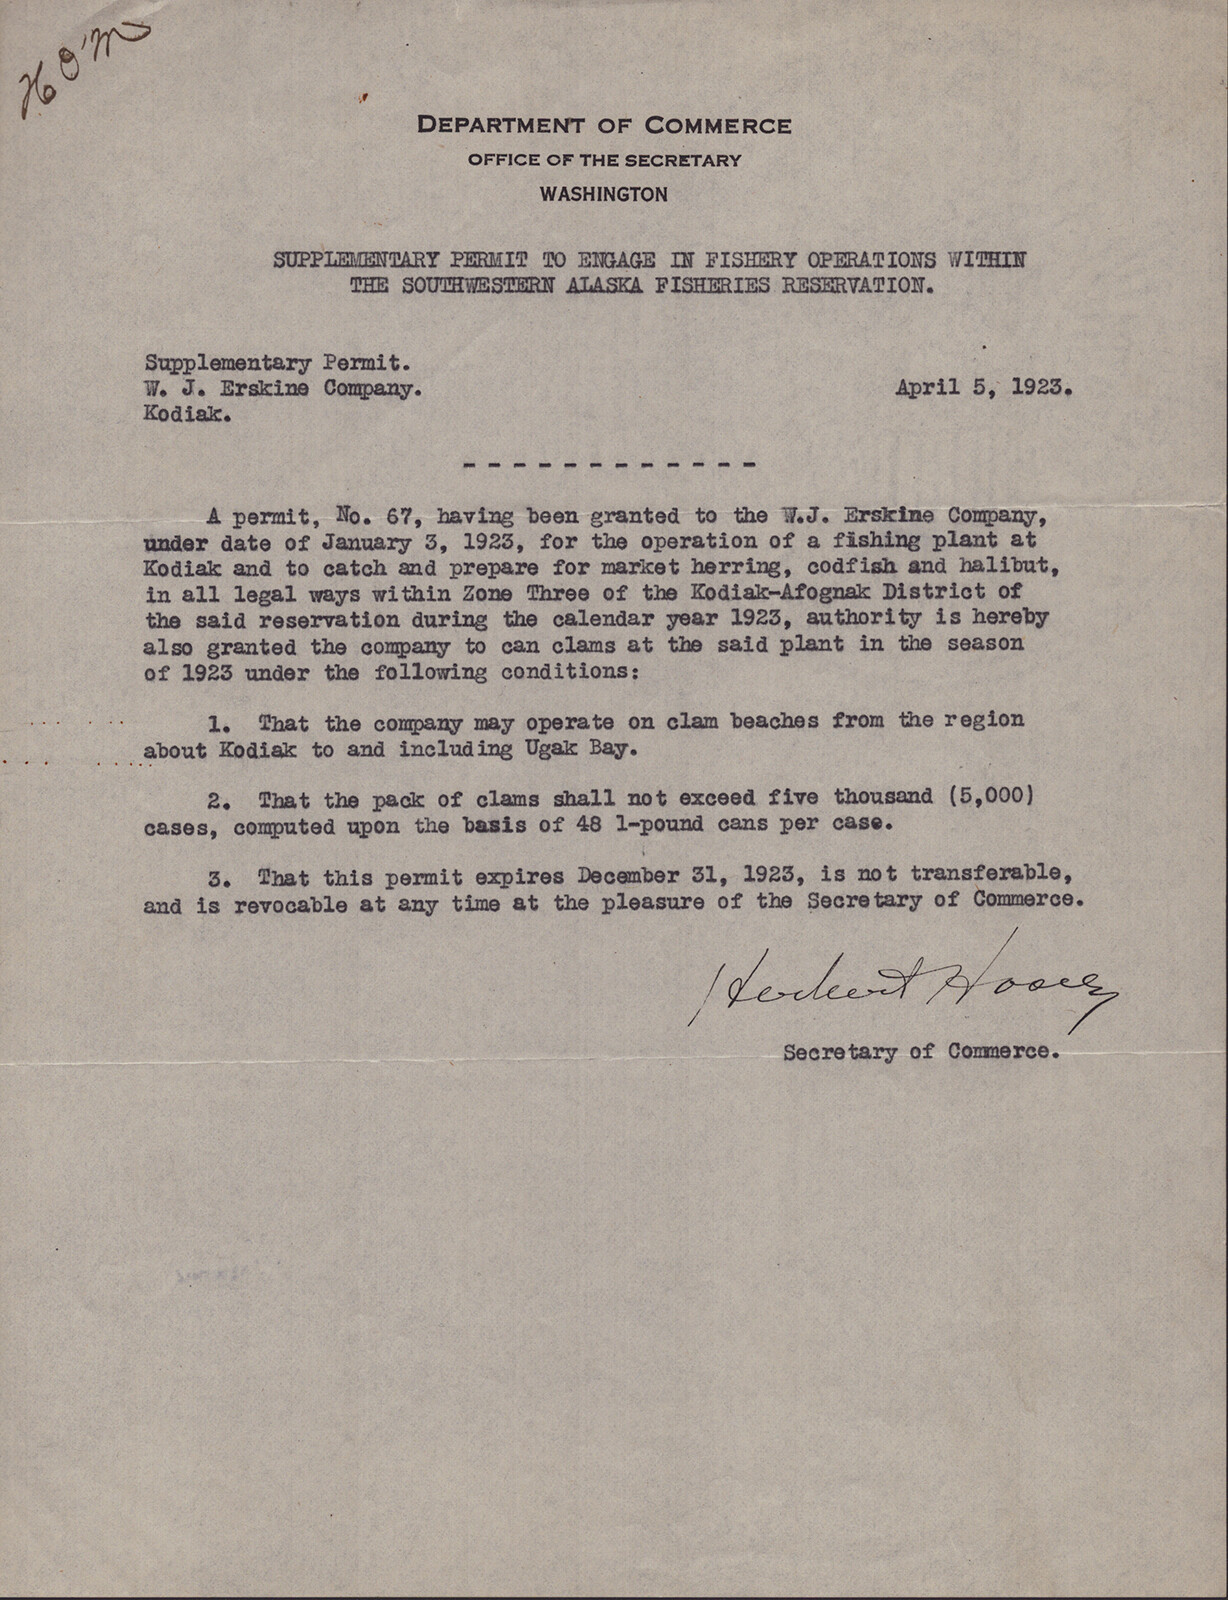 H O'M
DEPARTMENT OF COMMERCE
OFFICE OF THE SECRETARY
WASHINGTON
SUPPLEMENTARY PERMIT TO ENGAGE IN FISHERY OPERATIONS WITHIN
THE SOUTHWESTERN ALASKA FISHERIES RESERVATION.
Supplementary Permit.
W. J. Erskine Company.
April 5, 1923.
Kodiak.
- - - - - - - - - - - -
A permit, No. 67, having been granted to the W.J. Erskine Company,
under date of January 3, 1923, for the operation of a fishing plant at
Kodiak and to catch and prepare for market herring, codfish and halibut,
in all legal ways within Zone Three of the Kodiak-Afognak District of
the said reservation during the calendar year 1923, authority is hereby
also granted the company to can clams at the said plant in the season
of 1923 under the following conditions:
1. That the company may operate on clam beaches from the region
about Kodiak to and including Ugak Bay.
2. That the pack of clams shall not exceed five thousand (5,000)
cases, computed upon the basis of 48 1-pound cans per case.
3. That this permit expires December 31, 1923, is not transferable,
and is revocable at any time at the pleasure of the Secretary of Commerce.
Herbert Hoover
Secretary of Commerce.